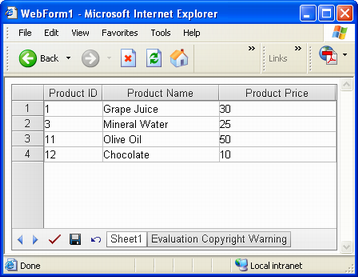 WebForm1 - Microsoft Internet Explorer
File Edit View Favorites Tools Help »
Back » Links »
Product ID Product Name Product Price
1 1 Grape Juice 30
2 3 Mineral Water 25
3 11 Olive Oil 50
4 12 Chocolate 10
Sheet1 Evaluation Copyright Warning
Done Local intranet